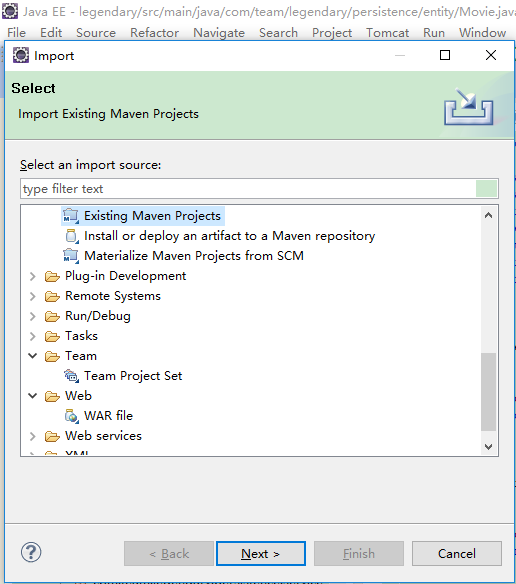 Java EE - legendary/src/main/java/com/team/legendary/persistence/entity/Movie.java
File Edit Source Refactor Navigate Search Project Tomcat Run Window
Import
Select
Import Existing Maven Projects
Select an import source:
type filter text
Existing Maven Projects
Install or deploy an artifact to a Maven repository
Materialize Maven Projects from SCM
Plug-in Development
Remote Systems
Run/Debug
Tasks
Team
Team Project Set
Web
WAR file
Web services
XML
< Back Next > Finish Cancel